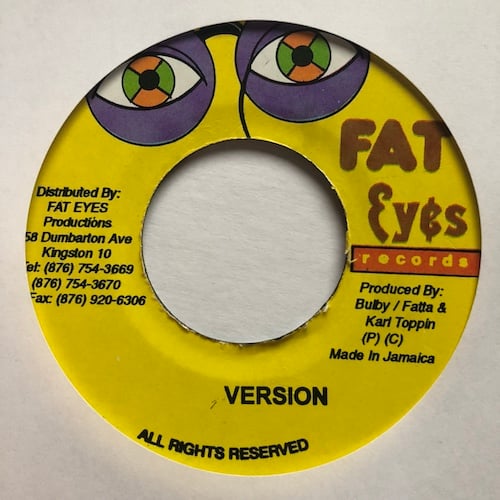 FAT
Eyes
records
Distributed By:
FAT EYES
Productions
58 Dumbarton Ave
Kingston 10
Tel: (876) 754-3669
(876) 754-3670
Fax: (876) 920-6306
Produced By:
Bulby / Fatta &
Karl Toppin
(P) (C)
Made In Jamaica
VERSION
ALL RIGHTS RESERVED